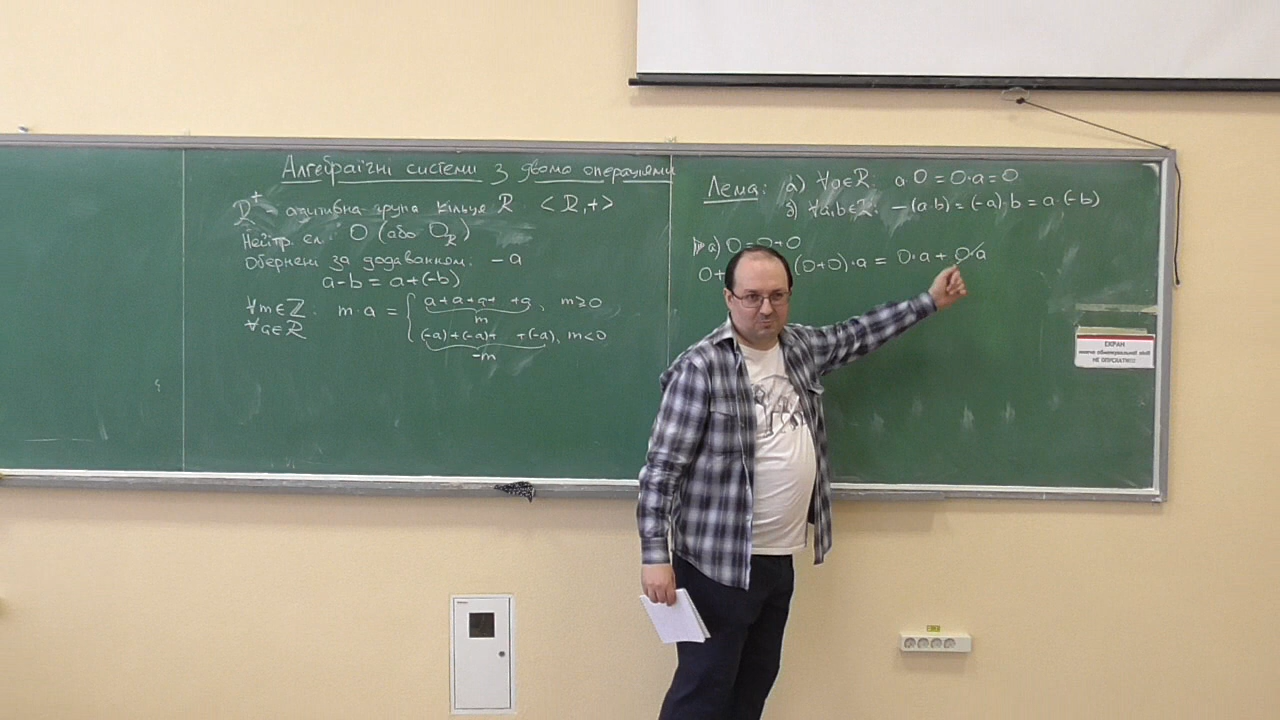 Алгебраїчні системи з двома операціями
R⁺ - адитивна група кільця R <R,+>
Нейтр. ел. 0 (або 0_R)
Обернені за додаванням: -a
a-b = a+(-b)
∀m∈ℤ
∀a∈R
m·a = { a+a+a+ +a, m≥0
m
(-a)+(-a)+ +(-a), m<0
-m
Лема: а) ∀a∈R: a·0=0·a=0
∀a,b∈R: -(a·b)=(-a)·b=a·(-b)
а) 0=0+0
0+
(0+0)·a = 0·a+0·a
ЕКРАН
НЕ ОПУСКАТИ!!!